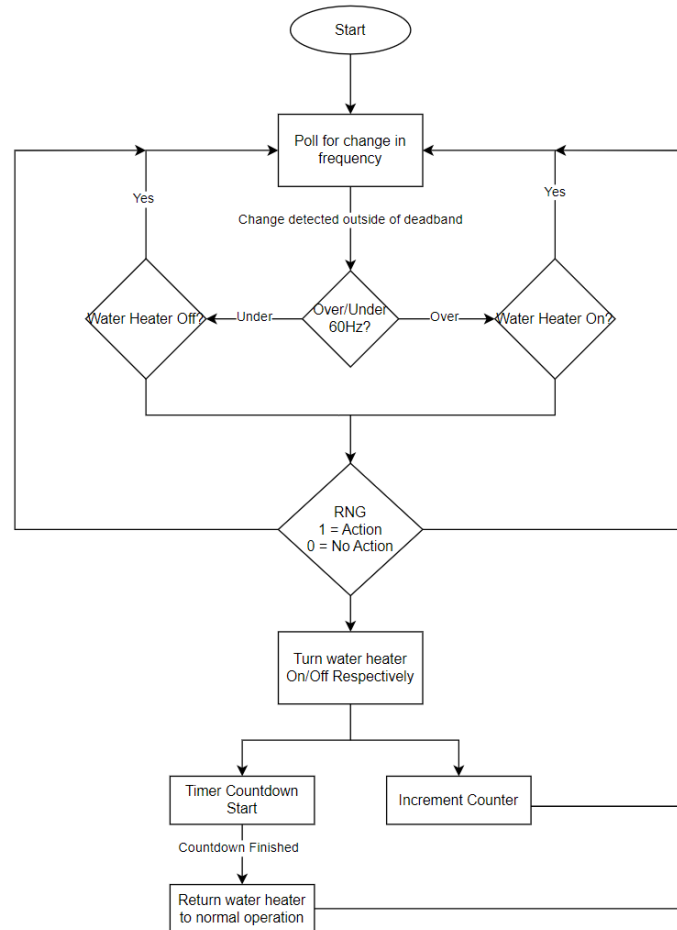 Start
Poll for change in
frequency
Yes
Yes
Change detected outside of deadband
Water Heater Off?
Under
Over/Under
60Hz?
Over
Water Heater On?
RNG
1 = Action
0 = No Action
Turn water heater
On/Off Respectively
Timer Countdown
Start
Increment Counter
Countdown Finished
Return water heater
to normal operation